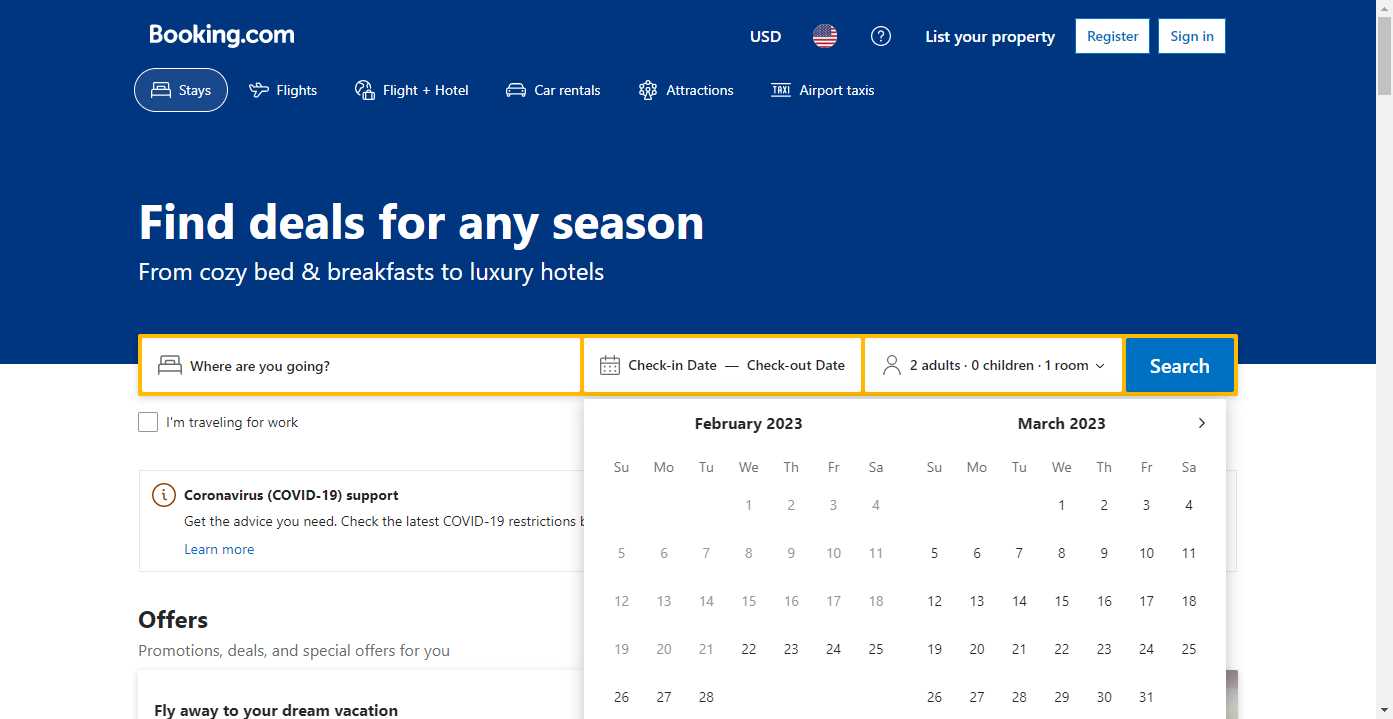 Booking.com
USD
List your property
Register
Sign in
Stays
Flights
Flight + Hotel
Car rentals
Attractions
TAXI Airport taxis
Find deals for any season
From cozy bed & breakfasts to luxury hotels
Where are you going?
Check-in Date — Check-out Date
2 adults · 0 children · 1 room
Search
I'm traveling for work
Coronavirus (COVID-19) support
Get the advice you need. Check the latest COVID-19 restrictions
Learn more
Offers
Promotions, deals, and special offers for you
Fly away to your dream vacation
February 2023
Su Mo Tu We Th Fr Sa
1 2 3 4
5 6 7 8 9 10 11
12 13 14 15 16 17 18
19 20 21 22 23 24 25
26 27 28
March 2023
Su Mo Tu We Th Fr Sa
1 2 3 4
5 6 7 8 9 10 11
12 13 14 15 16 17 18
19 20 21 22 23 24 25
26 27 28 29 30 31